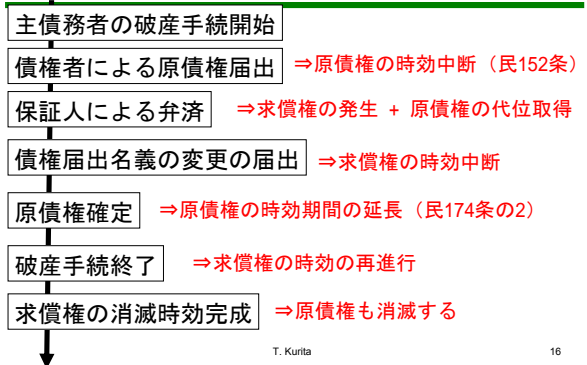 主債務者の破産手続開始
債権者による原債権届出 ⇒原債権の時効中断（民152条）
保証人による弁済 ⇒求償権の発生 + 原債権の代位取得
債権届出名義の変更の届出 ⇒求償権の時効中断
原債権確定 ⇒原債権の時効期間の延長（民174条の2）
破産手続終了 ⇒求償権の時効の再進行
求償権の消滅時効完成 ⇒原債権も消滅する
T. Kurita 16